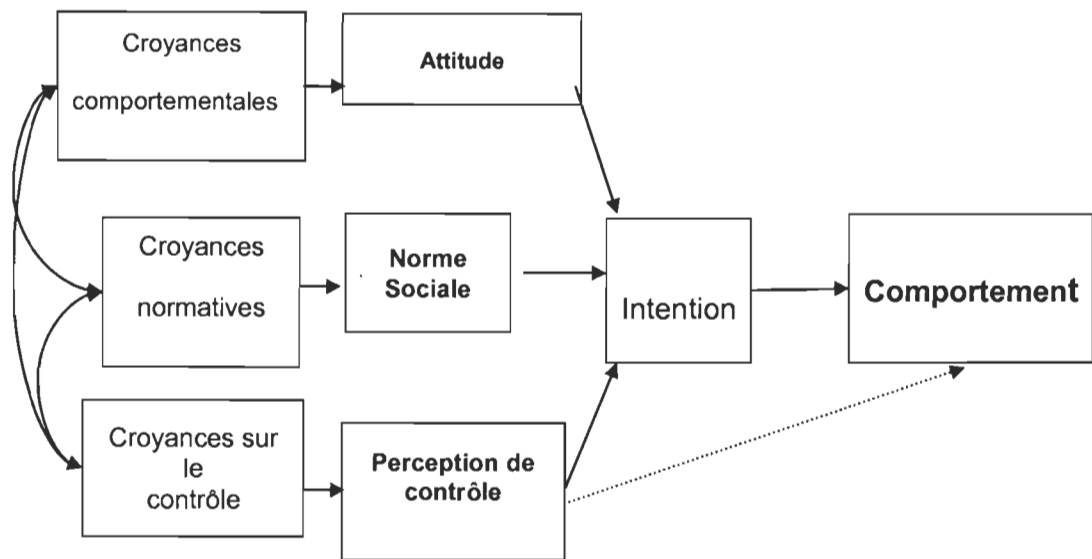 Croyances
comportementales
Attitude
Croyances
normatives
Norme
Sociale
Intention
Comportement
Croyances sur
le
contrôle
Perception de
contrôle